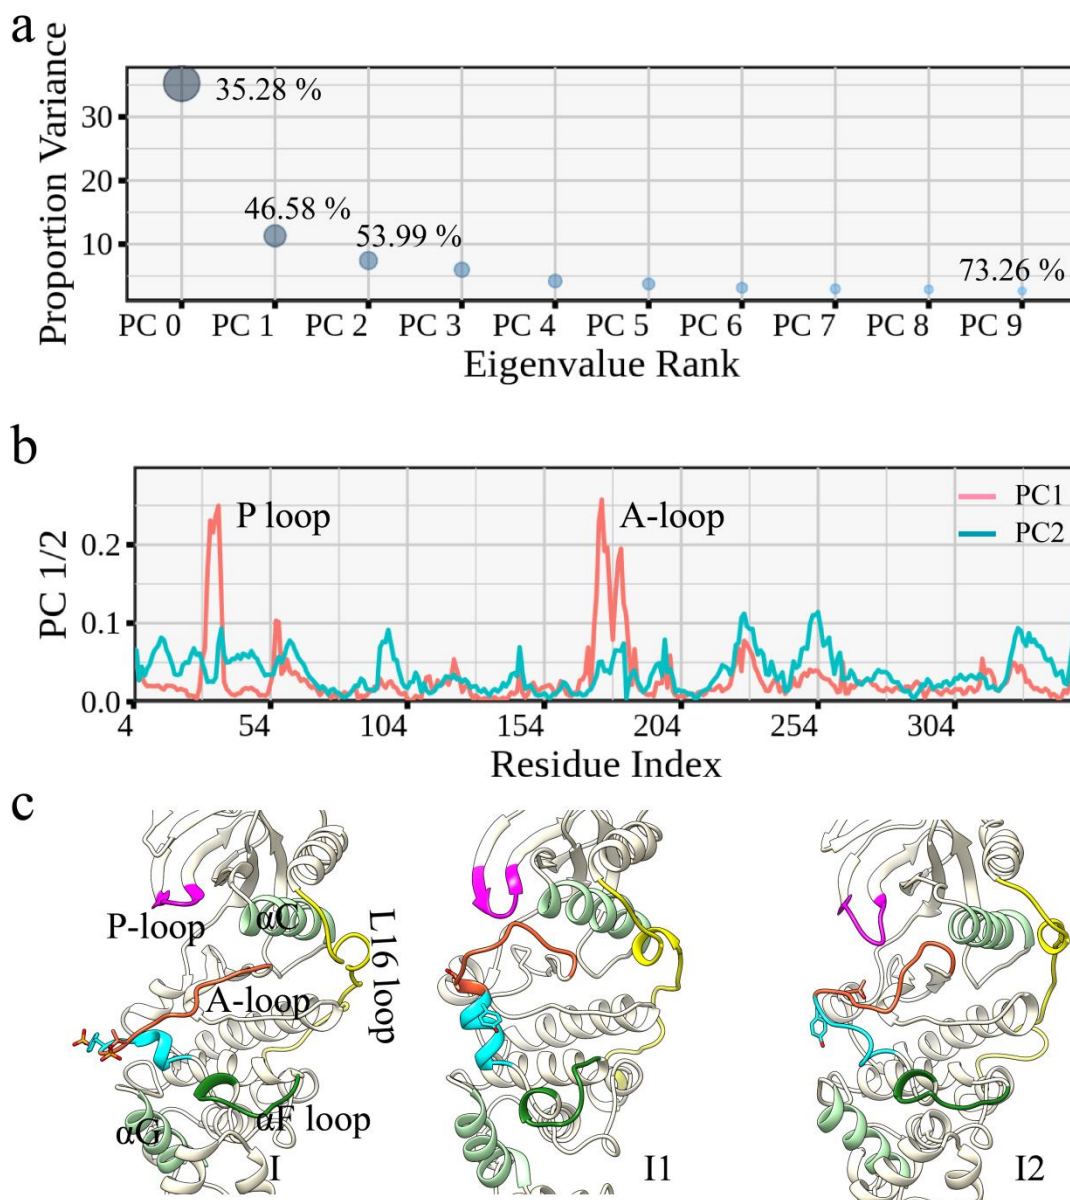 a
Proportion Variance
30
20
10
35.28 %
46.58 %
53.99 %
73.26 %
PC 0 PC 1 PC 2 PC 3 PC 4 PC 5 PC 6 PC 7 PC 8 PC 9
Eigenvalue Rank
b
PC 1/2
0.2
0.1
0.0
P loop
A-loop
PC1
PC2
4 54 104 154 204 254 304
Residue Index
c
P-loop
αC
L16 loop
A-loop
αG
αF loop
I
I1
I2